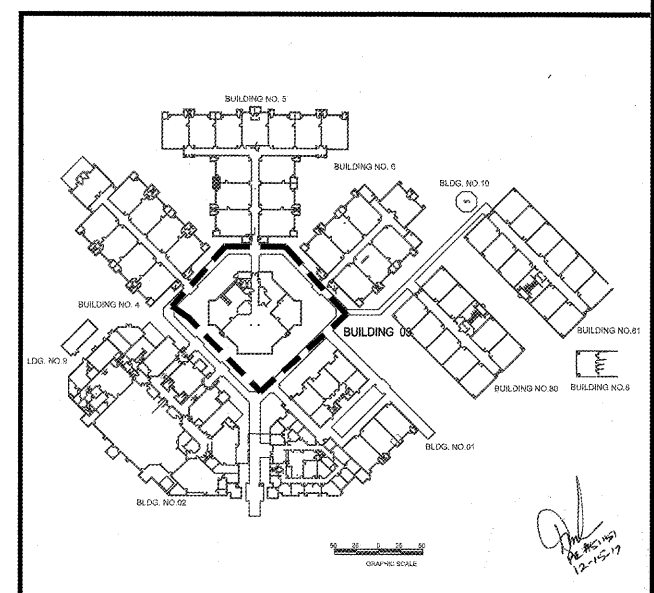 BUILDING NO. 5
BUILDING NO. 6
BLDG. NO.10
BUILDING NO. 4
BUILDING 03
BUILDING NO.81
LDG. NO.9
BUILDING NO.80
BUILDING NO.8
BLDG. NO.01
BLDG. NO.02
50 25 0 25 50
GRAPHIC SCALE
12-15-17